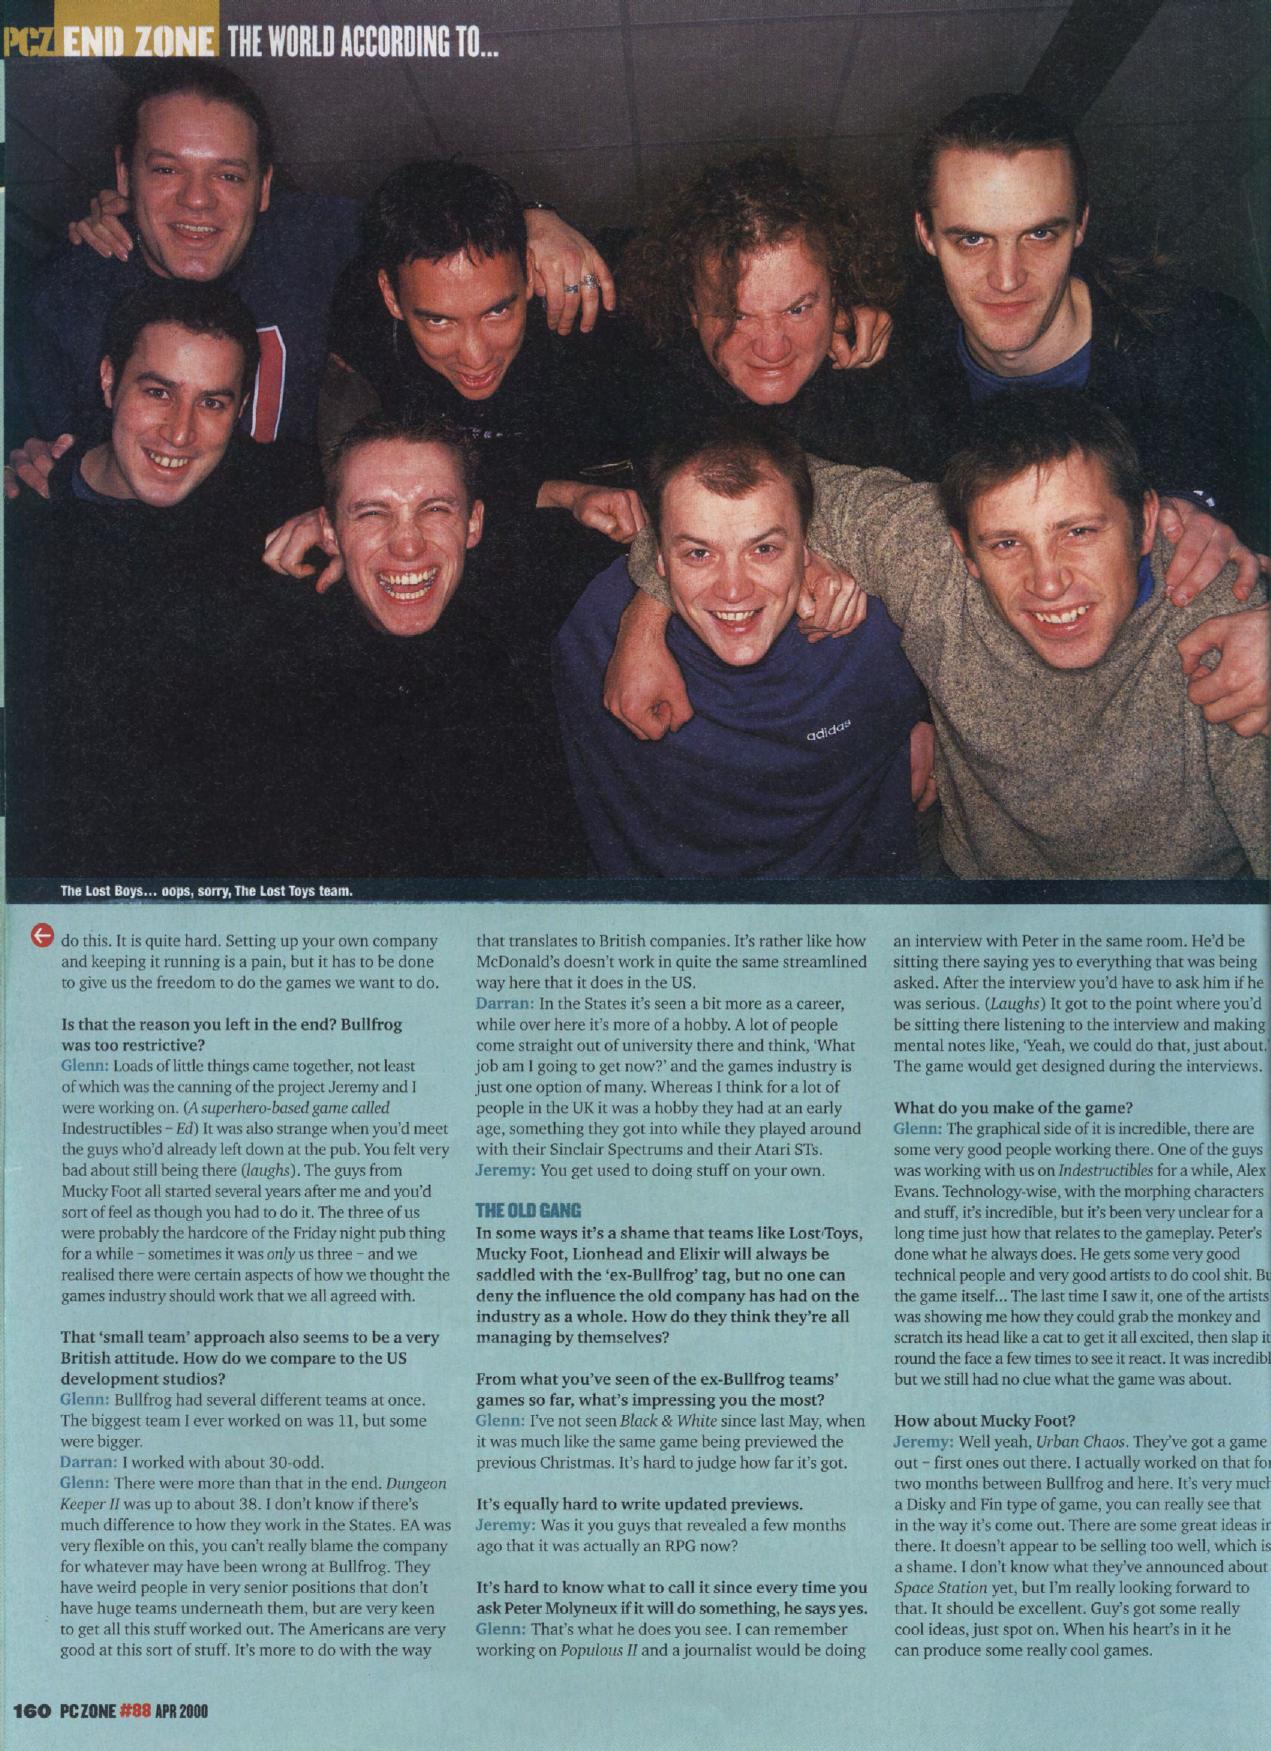 PCZ END ZONE THE WORLD ACCORDING TO...
adidas
The Lost Boys... oops, sorry, The Lost Toys team.
do this. It is quite hard. Setting up your own company
and keeping it running is a pain, but it has to be done
to give us the freedom to do the games we want to do.
Is that the reason you left in the end? Bullfrog
was too restrictive?
Glenn: Loads of little things came together, not least
of which was the canning of the project Jeremy and I
were working on. (A superhero-based game called
Indestructibles – Ed) It was also strange when you'd meet
the guys who'd already left down at the pub. You felt very
bad about still being there (laughs). The guys from
Mucky Foot all started several years after me and you'd
sort of feel as though you had to do it. The three of us
were probably the hardcore of the Friday night pub thing
for a while – sometimes it was only us three – and we
realised there were certain aspects of how we thought the
games industry should work that we all agreed with.
That 'small team' approach also seems to be a very
British attitude. How do we compare to the US
development studios?
Glenn: Bullfrog had several different teams at once.
The biggest team I ever worked on was 11, but some
were bigger.
Darran: I worked with about 30-odd.
Glenn: There were more than that in the end. Dungeon
Keeper II was up to about 38. I don't know if there's
much difference to how they work in the States. EA was
very flexible on this, you can't really blame the company
for whatever may have been wrong at Bullfrog. They
have weird people in very senior positions that don't
have huge teams underneath them, but are very keen
to get all this stuff worked out. The Americans are very
good at this sort of stuff. It's more to do with the way
that translates to British companies. It's rather like how
McDonald's doesn't work in quite the same streamlined
way here that it does in the US.
Darran: In the States it's seen a bit more as a career,
while over here it's more of a hobby. A lot of people
come straight out of university there and think, 'What
job am I going to get now?' and the games industry is
just one option of many. Whereas I think for a lot of
people in the UK it was a hobby they had at an early
age, something they got into while they played around
with their Sinclair Spectrums and their Atari STs.
Jeremy: You get used to doing stuff on your own.
THE OLD GANG
In some ways it's a shame that teams like Lost Toys,
Mucky Foot, Lionhead and Elixir will always be
saddled with the 'ex-Bullfrog' tag, but no one can
deny the influence the old company has had on the
industry as a whole. How do they think they're all
managing by themselves?
From what you've seen of the ex-Bullfrog teams'
games so far, what's impressing you the most?
Glenn: I've not seen Black & White since last May, when
it was much like the same game being previewed the
previous Christmas. It's hard to judge how far it's got.
It's equally hard to write updated previews.
Jeremy: Was it you guys that revealed a few months
ago that it was actually an RPG now?
It's hard to know what to call it since every time you
ask Peter Molyneux if it will do something, he says yes.
Glenn: That's what he does you see. I can remember
working on Populous II and a journalist would be doing
an interview with Peter in the same room. He'd be
sitting there saying yes to everything that was being
asked. After the interview you'd have to ask him if he
was serious. (Laughs) It got to the point where you'd
be sitting there listening to the interview and making
mental notes like, 'Yeah, we could do that, just about.'
The game would get designed during the interviews.
What do you make of the game?
Glenn: The graphical side of it is incredible, there are
some very good people working there. One of the guys
was working with us on Indestructibles for a while, Alex
Evans. Technology-wise, with the morphing characters
and stuff, it's incredible, but it's been very unclear for a
long time just how that relates to the gameplay. Peter's
done what he always does. He gets some very good
technical people and very good artists to do cool shit. Bu
the game itself... The last time I saw it, one of the artists
was showing me how they could grab the monkey and
scratch its head like a cat to get it all excited, then slap it
round the face a few times to see it react. It was incredibl
but we still had no clue what the game was about.
How about Mucky Foot?
Jeremy: Well yeah, Urban Chaos. They've got a game
out – first ones out there. I actually worked on that for
two months between Bullfrog and here. It's very much
a Disky and Fin type of game, you can really see that
in the way it's come out. There are some great ideas in
there. It doesn't appear to be selling too well, which is
a shame. I don't know what they've announced about
Space Station yet, but I'm really looking forward to
that. It should be excellent. Guy's got some really
cool ideas, just spot on. When his heart's in it he
can produce some really cool games.
160 PC ZONE #88 APR 2000